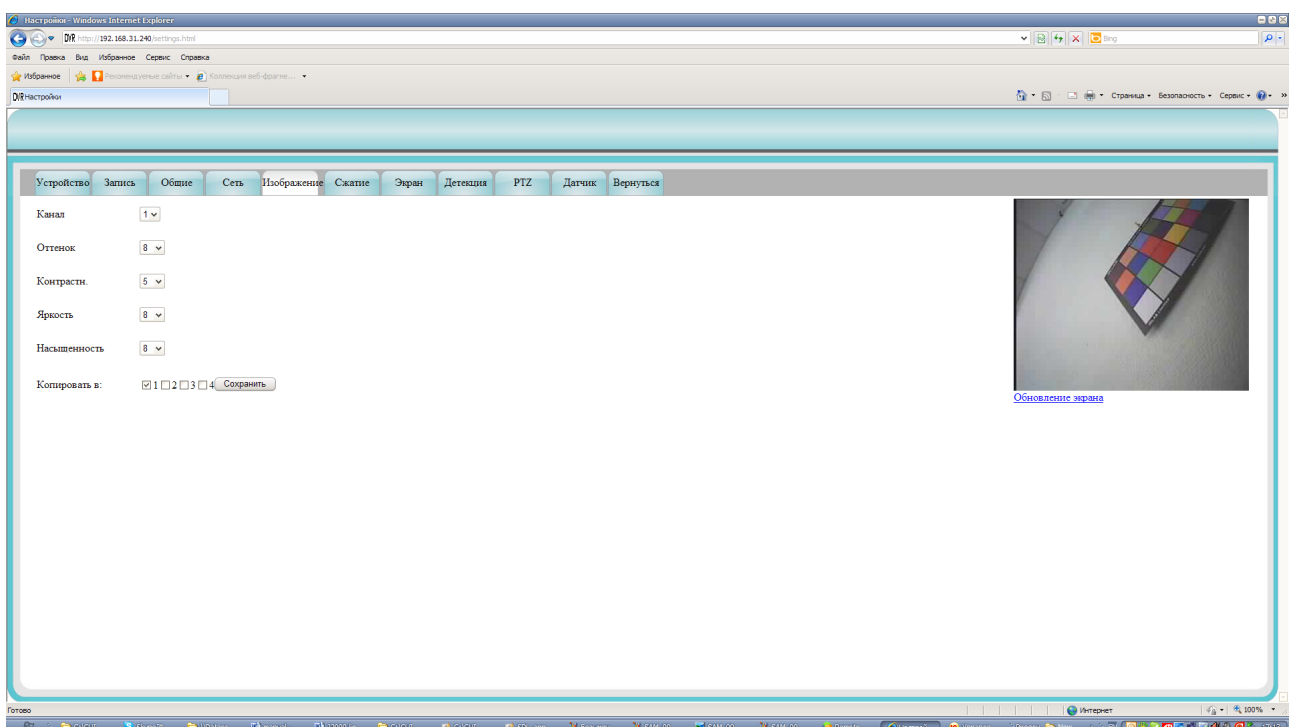 Настройки - Windows Internet Explorer
DVR http://192.168.31.240/settings.html Bing
Файл Правка Вид Избранное Сервис Справка
Избранное Рекомендуемые сайты Коллекция веб-фрагме...
DVR Настройки Страница Безопасность Сервис »
Устройство Запись Общие Сеть Изображение Сжатие Экран Детекция PTZ Датчик Вернуться
Канал 1
Оттенок 8
Контрастн. 5
Яркость 8
Насыщенность 8
Копировать в: 1 2 3 4 Сохранить
Обновление экрана
Готово Интернет 100%